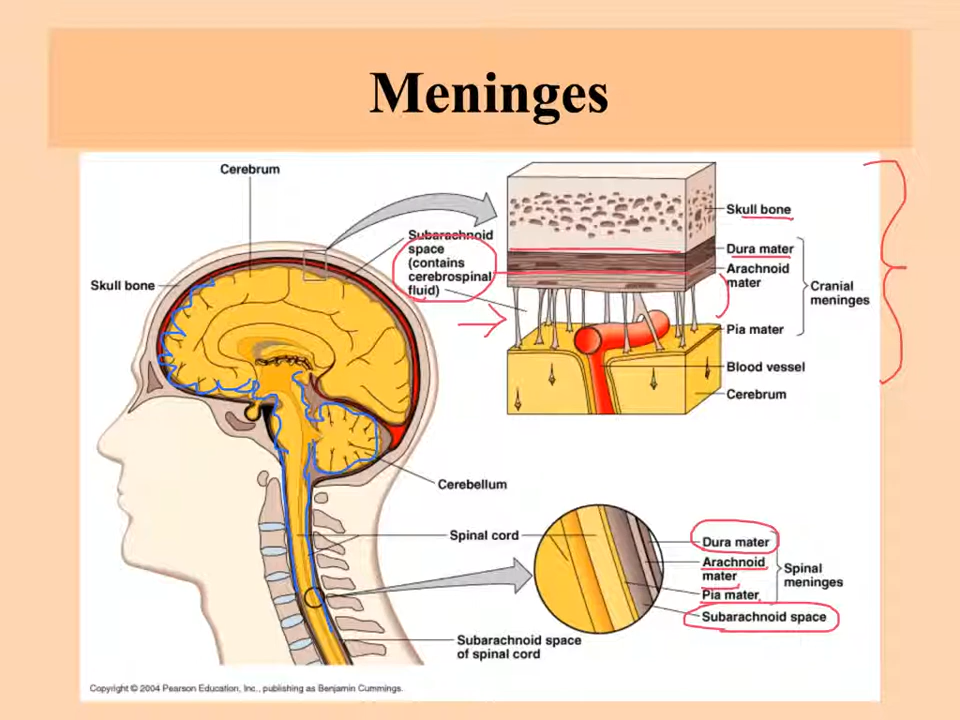 Meninges
Cerebrum
Subarachnoid
space
(contains
cerebrospinal
fluid)
Skull bone
Skull bone
Dura mater
Arachnoid
mater
Cranial
meninges
Pia mater
Blood vessel
Cerebrum
Cerebellum
Spinal cord
Dura mater
Arachnoid
mater
Pia mater
Spinal
meninges
Subarachnoid space
Subarachnoid space
of spinal cord
Copyright © 2004 Pearson Education, Inc., publishing as Benjamin Cummings.